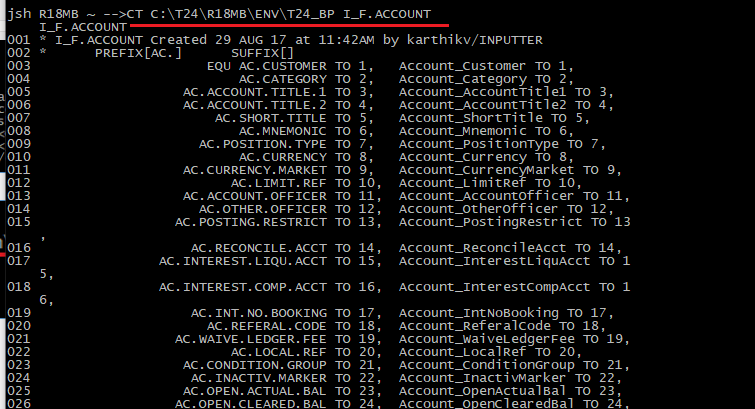 jsh R18MB ~ -->CT C:\T24\R18MB\ENV\T24_BP I_F.ACCOUNT
I_F.ACCOUNT
001 * I_F.ACCOUNT Created 29 AUG 17 at 11:42AM by karthikv/INPUTTER
002 * PREFIX[AC.] SUFFIX[]
003 EQU AC.CUSTOMER TO 1, Account_Customer TO 1,
004 AC.CATEGORY TO 2, Account_Category TO 2,
005 AC.ACCOUNT.TITLE.1 TO 3, Account_AccountTitle1 TO 3,
006 AC.ACCOUNT.TITLE.2 TO 4, Account_AccountTitle2 TO 4,
007 AC.SHORT.TITLE TO 5, Account_ShortTitle TO 5,
008 AC.MNEMONIC TO 6, Account_Mnemonic TO 6,
009 AC.POSITION.TYPE TO 7, Account_PositionType TO 7,
010 AC.CURRENCY TO 8, Account_Currency TO 8,
011 AC.CURRENCY.MARKET TO 9, Account_CurrencyMarket TO 9,
012 AC.LIMIT.REF TO 10, Account_LimitRef TO 10,
013 AC.ACCOUNT.OFFICER TO 11, Account_AccountOfficer TO 11,
014 AC.OTHER.OFFICER TO 12, Account_OtherOfficer TO 12,
015 AC.POSTING.RESTRICT TO 13, Account_PostingRestrict TO 13
,
016 AC.RECONCILE.ACCT TO 14, Account_ReconcileAcct TO 14,
017 AC.INTEREST.LIQU.ACCT TO 15, Account_InterestLiquAcct TO 1
5,
018 AC.INTEREST.COMP.ACCT TO 16, Account_InterestCompAcct TO 1
6,
019 AC.INT.NO.BOOKING TO 17, Account_IntNoBooking TO 17,
020 AC.REFERAL.CODE TO 18, Account_ReferalCode TO 18,
021 AC.WAIVE.LEDGER.FEE TO 19, Account_WaiveLedgerFee TO 19,
022 AC.LOCAL.REF TO 20, Account_LocalRef TO 20,
023 AC.CONDITION.GROUP TO 21, Account_ConditionGroup TO 21,
024 AC.INACTIV.MARKER TO 22, Account_InactivMarker TO 22,
025 AC.OPEN.ACTUAL.BAL TO 23, Account_OpenActualBal TO 23,
026 AC.OPEN.CLEARED.BAL TO 24, Account_OpenClearedBal TO 24,